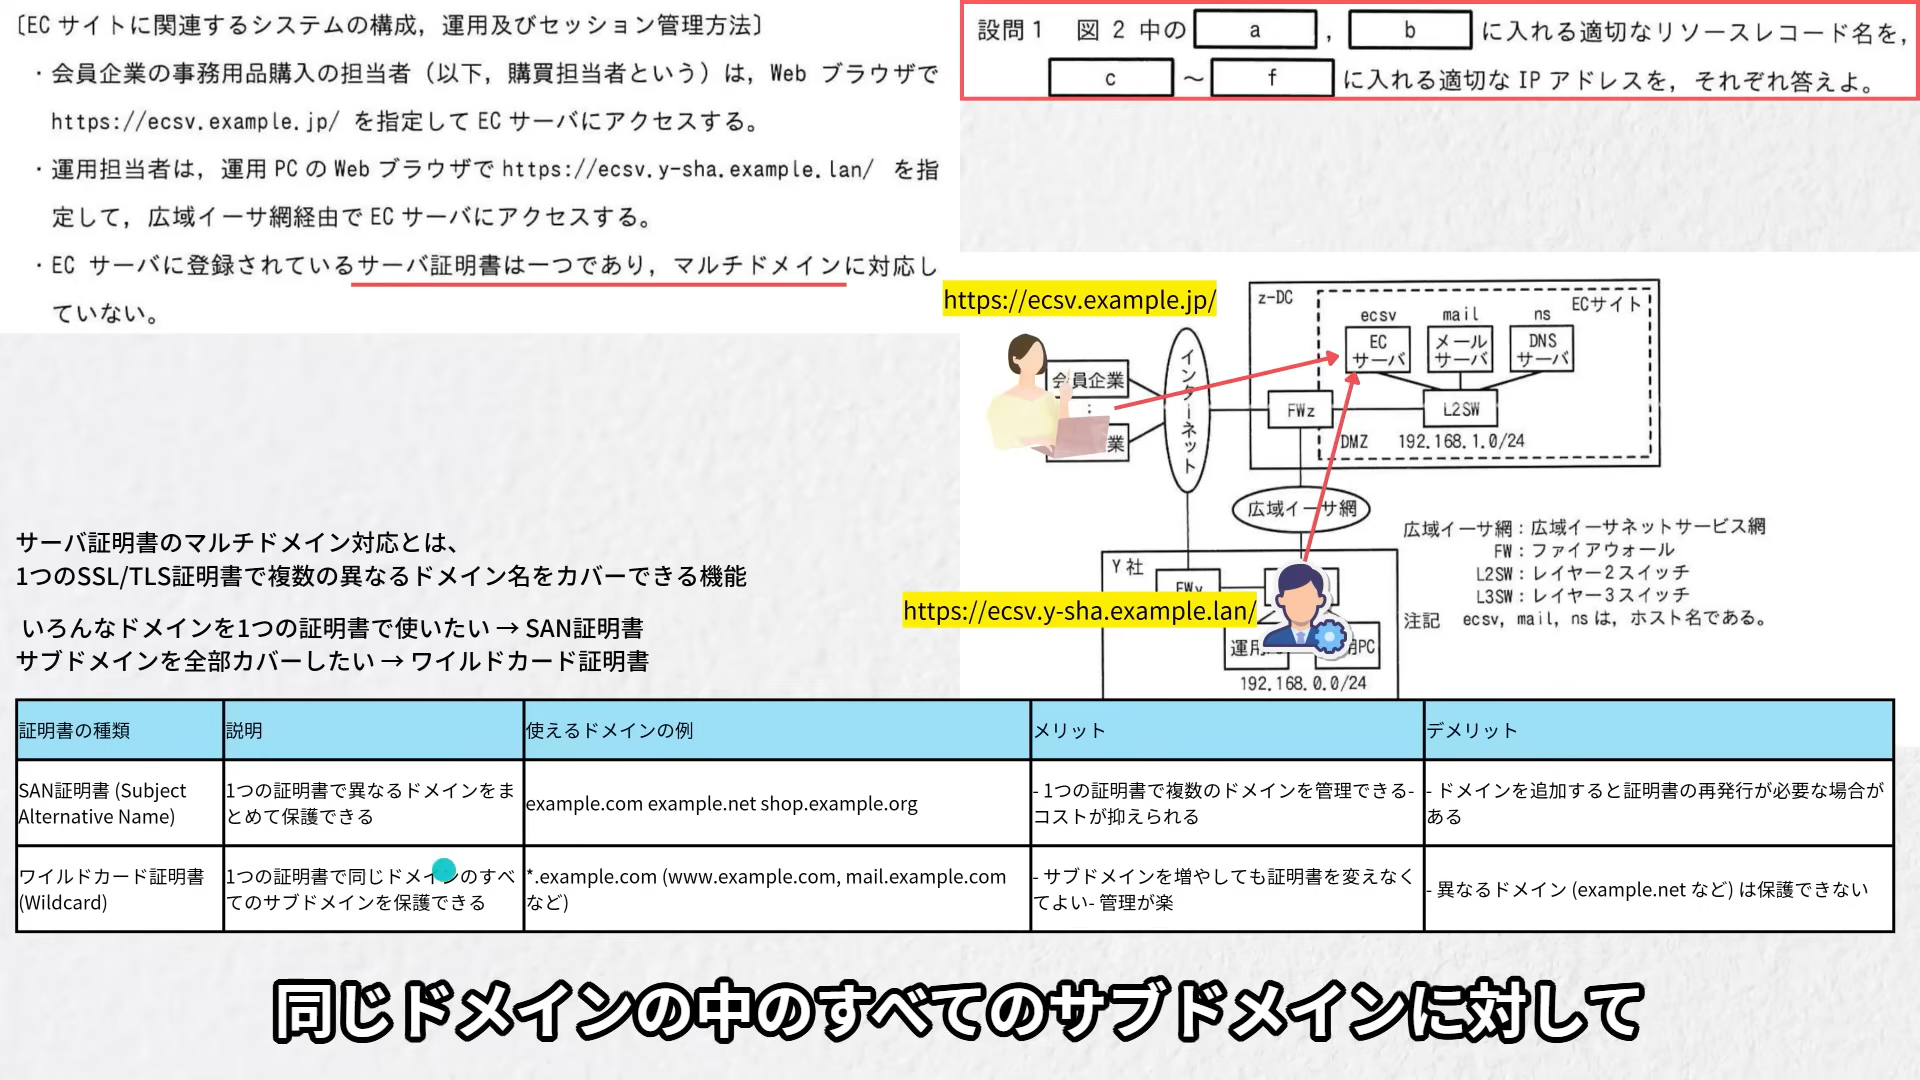 〔ECサイトに関連するシステムの構成，運用及びセッション管理方法〕
・会員企業の事務用品購入の担当者（以下，購買担当者という）は，Web ブラウザで
https://ecsv.example.jp/ を指定して EC サーバにアクセスする。
・運用担当者は，運用 PC の Web ブラウザで https://ecsv.y-sha.example.lan/ を指
定して，広域イーサ網経由で EC サーバにアクセスする。
・EC サーバに登録されているサーバ証明書は一つであり，マルチドメインに対応し
ていない。
設問1 図 2 中の a ， b に入れる適切なリソースレコード名を，
c ～ f に入れる適切な IP アドレスを，それぞれ答えよ。
https://ecsv.example.jp/
z-DC
ECサイト
ecsv
mail
ns
EC
サーバ
メール
サーバ
DNS
サーバ
会員企業
:
業
インターネット
FWz
L2SW
DMZ 192.168.1.0/24
広域イーサ網
Y 社
FWy
https://ecsv.y-sha.example.lan/
運用
用PC
192.168.0.0/24
広域イーサ網：広域イーサネットサービス網
FW：ファイアウォール
L2SW：レイヤー2スイッチ
L3SW：レイヤー3スイッチ
注記 ecsv，mail，ns は，ホスト名である。
サーバ証明書のマルチドメイン対応とは、
1つのSSL/TLS証明書で複数の異なるドメイン名をカバーできる機能
いろんなドメインを1つの証明書で使いたい → SAN証明書
サブドメインを全部カバーしたい → ワイルドカード証明書
証明書の種類
説明
使えるドメインの例
メリット
デメリット
SAN証明書 (Subject
Alternative Name)
1つの証明書で異なるドメインをま
とめて保護できる
example.com example.net shop.example.org
- 1つの証明書で複数のドメインを管理できる-
コストが抑えられる
- ドメインを追加すると証明書の再発行が必要な場合が
ある
ワイルドカード証明書
(Wildcard)
1つの証明書で同じドメインのすべ
てのサブドメインを保護できる
*.example.com (www.example.com, mail.example.com
など)
- サブドメインを増やしても証明書を変えなく
てよい- 管理が楽
- 異なるドメイン (example.net など) は保護できない
同じドメインの中のすべてのサブドメインに対して